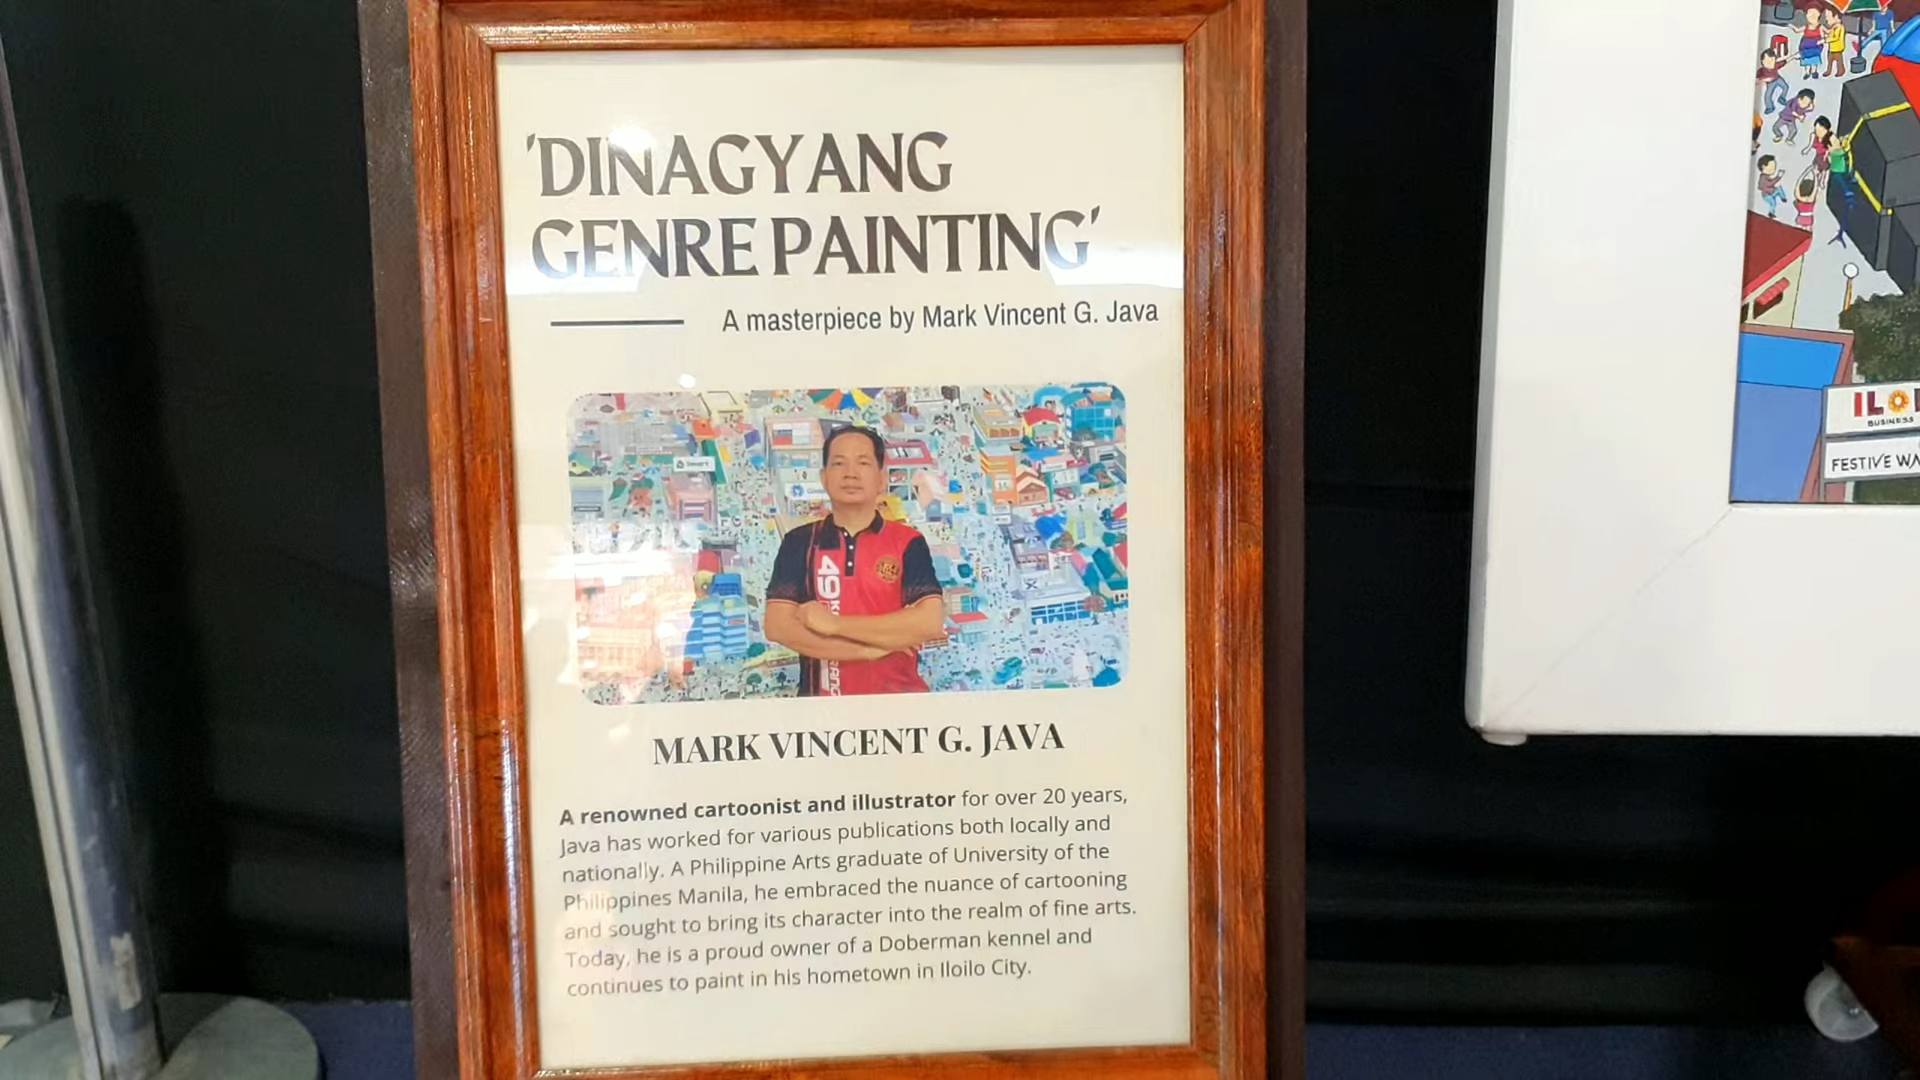 'DINAGYANG
GENRE PAINTING'
A masterpiece by Mark Vincent G. Java
49
MARK VINCENT G. JAVA
A renowned cartoonist and illustrator for over 20 years,
Java has worked for various publications both locally and
nationally. A Philippine Arts graduate of University of the
Philippines Manila, he embraced the nuance of cartooning
and sought to bring its character into the realm of fine arts.
Today, he is a proud owner of a Doberman kennel and
continues to paint in his hometown in Iloilo City.
BUSINESS
FESTIVE